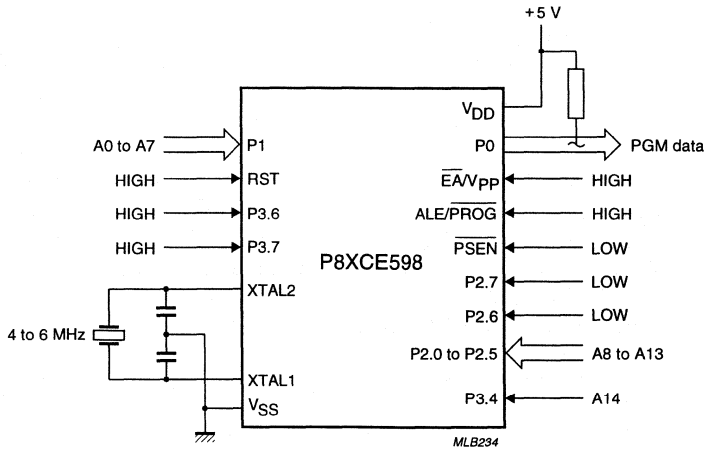 +5 V
VDD
A0 to A7 P1 P0 PGM data
HIGH RST EA/VPP HIGH
HIGH P3.6 ALE/PROG HIGH
HIGH P3.7 PSEN LOW
P8XCE598
P2.7 LOW
XTAL2
P2.6 LOW
4 to 6 MHz
P2.0 to P2.5 A8 to A13
XTAL1
VSS
P3.4 A14
MLB234